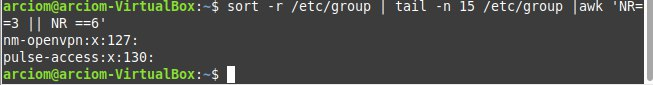 arciom@arciom-VirtualBox:~$ sort -r /etc/group | tail -n 15 /etc/group |awk 'NR=
=3 || NR ==6'
nm-openvpn:x:127:
pulse-access:x:130:
arciom@arciom-VirtualBox:~$